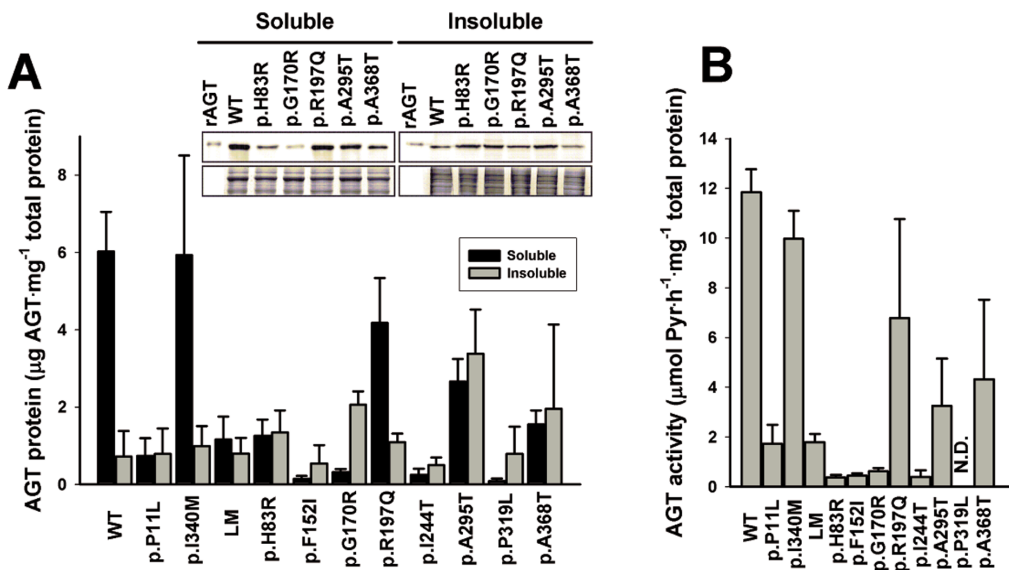 A
Soluble
Insoluble
rAGT WT p.H83R p.G170R p.R197Q p.A295T p.A368T
rAGT WT p.H83R p.G170R p.R197Q p.A295T p.A368T
AGT protein (µg AGT·mg⁻¹ total protein)
8
6
4
2
0
Soluble
Insoluble
WT p.P11L p.I340M LM p.H83R p.F152I p.G170R p.R197Q p.I244T p.A295T p.P319L p.A368T
B
AGT activity (µmol Pyr·h⁻¹·mg⁻¹ total protein)
14
12
10
8
6
4
2
0
N.D.
WT p.P11L p.I340M LM p.H83R p.F152I p.G170R p.R197Q p.I244T p.A295T p.P319L p.A368T